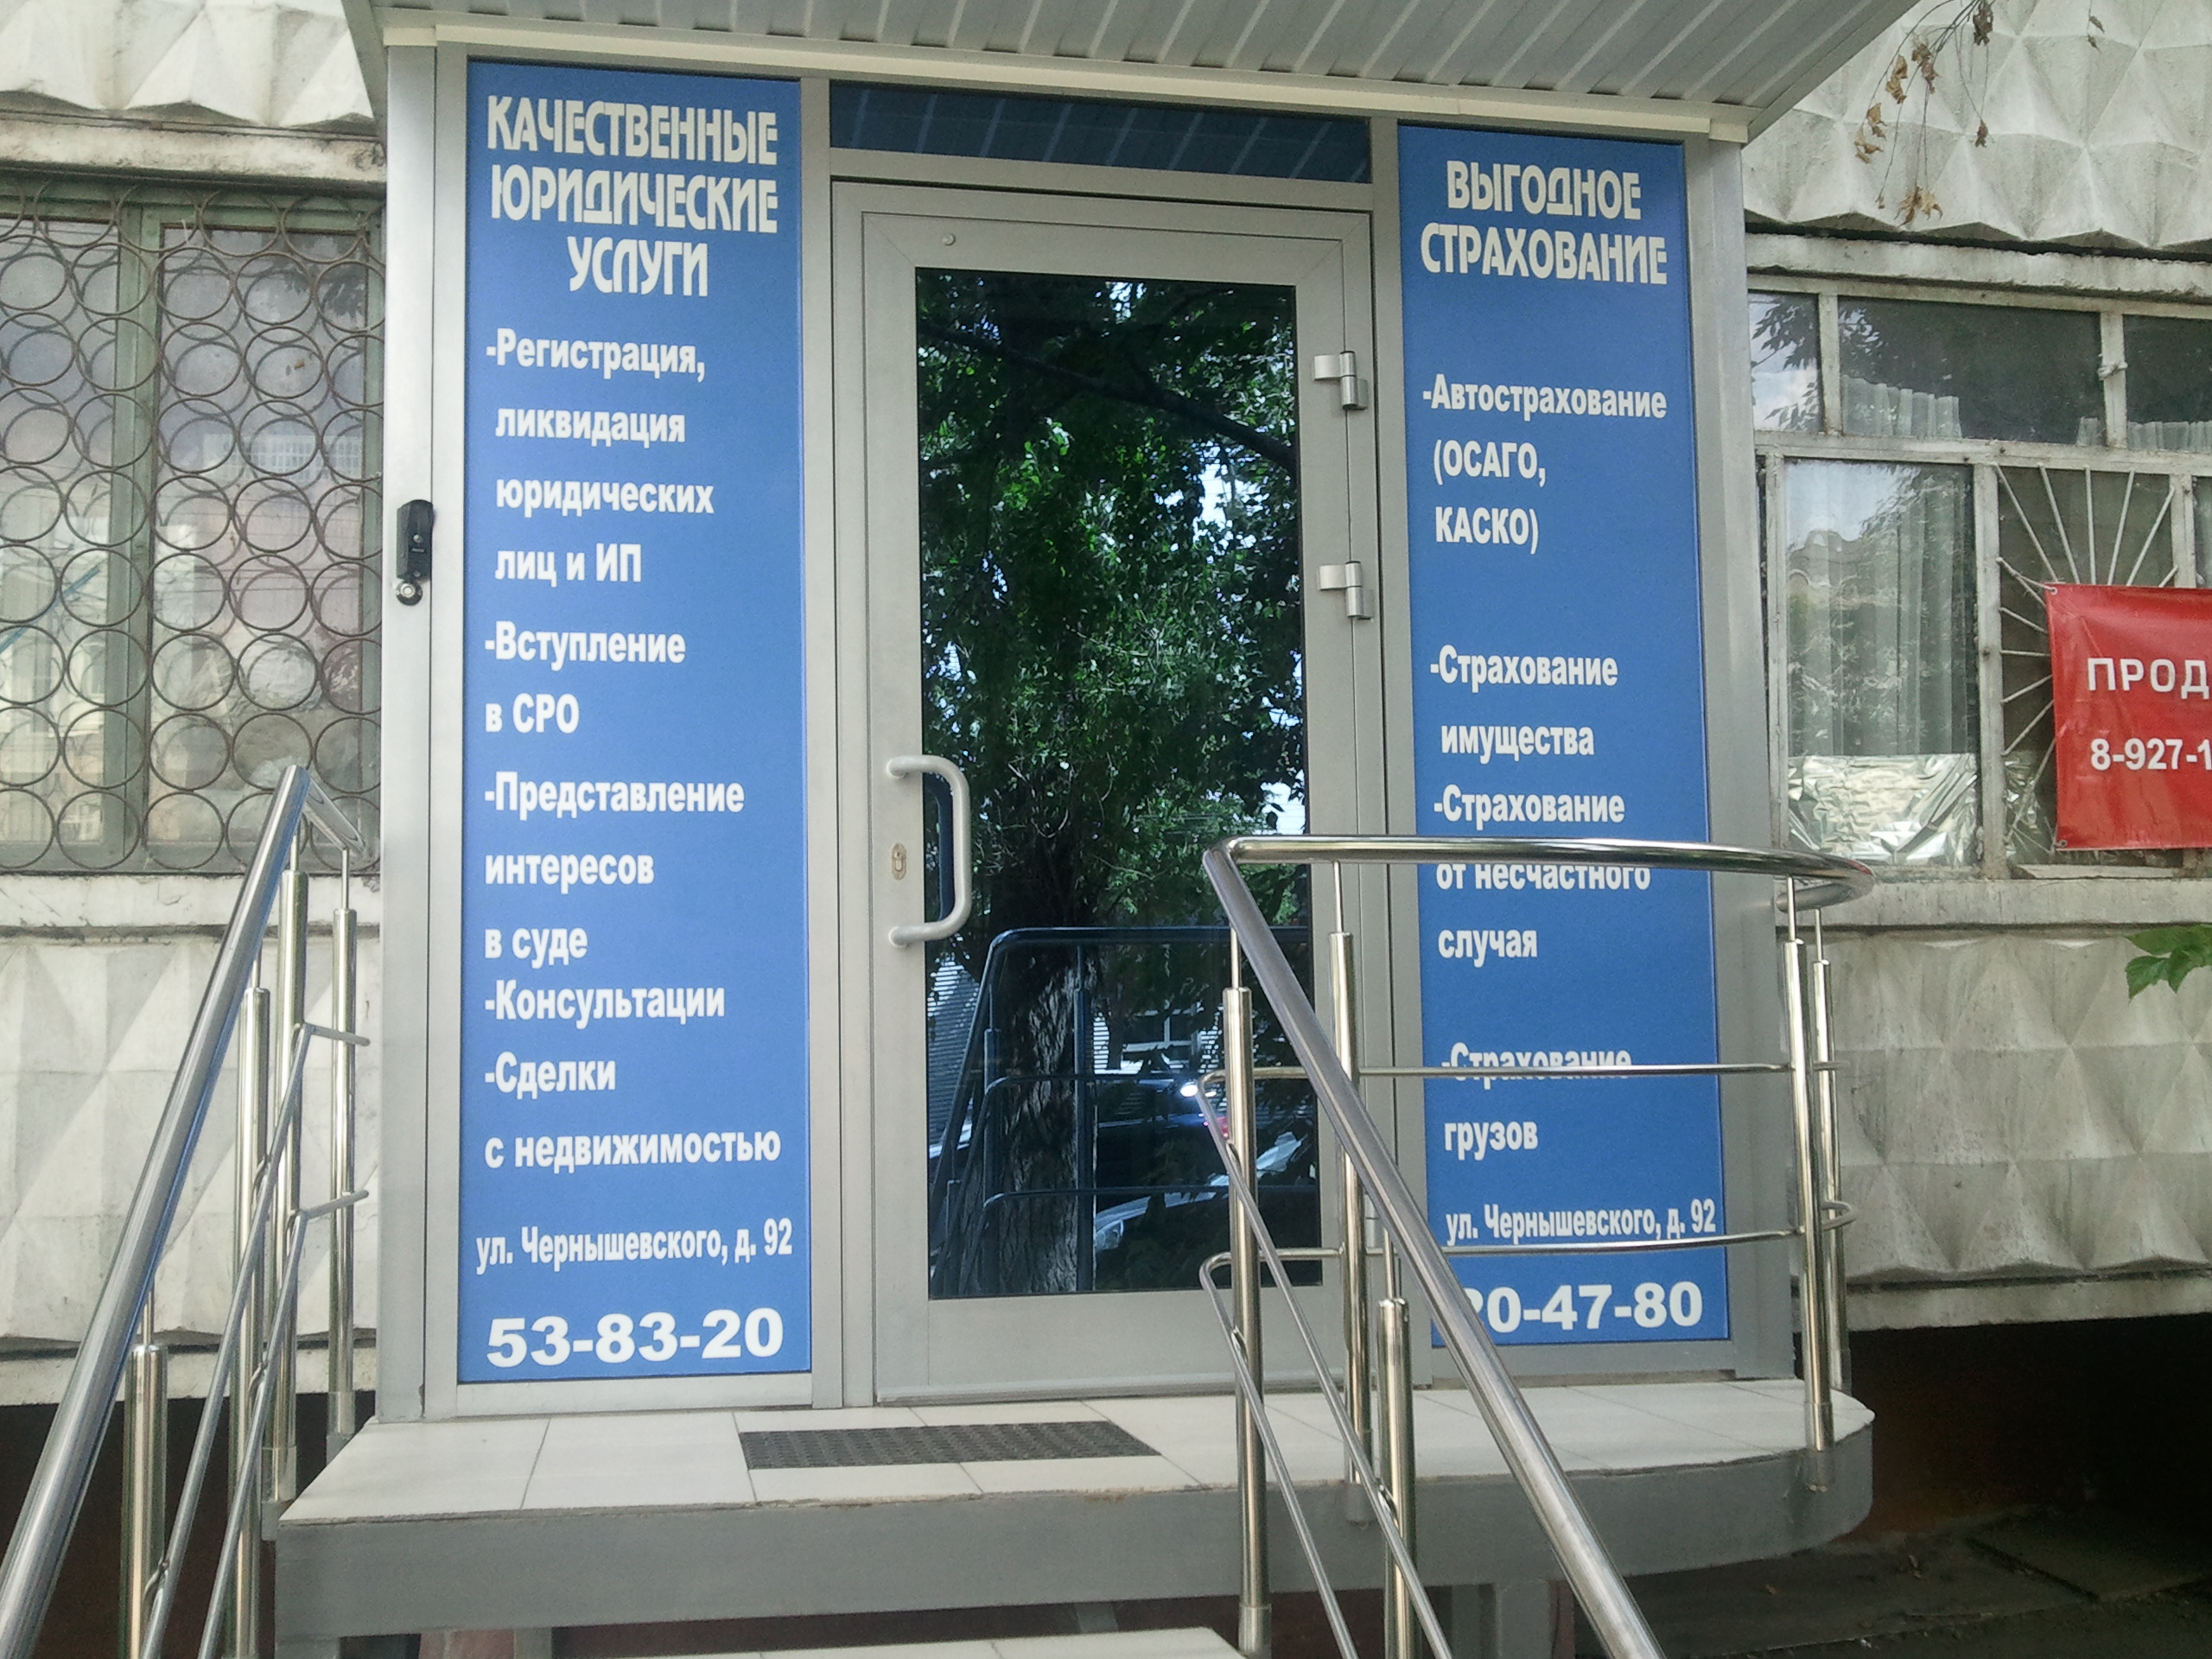 КАЧЕСТВЕННЫЕ
ЮРИДИЧЕСКИЕ
УСЛУГИ
-Регистрация,
ликвидация
юридических
лиц и ИП
-Вступление
в СРО
-Представление
интересов
в суде
-Консультации
-Сделки
с недвижимостью
ул. Чернышевского, д. 92
53-83-20
ВЫГОДНОЕ
СТРАХОВАНИЕ
-Автострахование
(ОСАГО,
КАСКО)
-Страхование
имущества
-Страхование
от несчастного
случая
-Страхование
грузов
ул. Чернышевского, д. 92
20-47-80
ПРОД
8-927-1